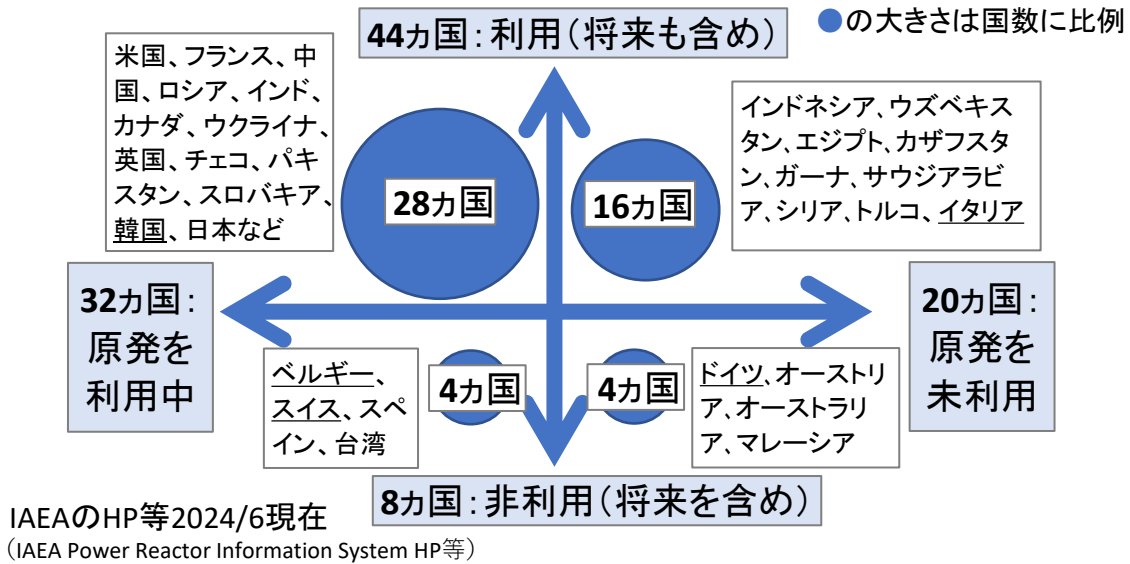 44カ国：利用（将来も含め）
●の大きさは国数に比例
米国、フランス、中
国、ロシア、インド、
カナダ、ウクライナ、
英国、チェコ、パキ
スタン、スロバキア、
韓国、日本など
28カ国
16カ国
インドネシア、ウズベキス
タン、エジプト、カザフスタ
ン、ガーナ、サウジアラビ
ア、シリア、トルコ、イタリア
32カ国：
原発を
利用中
20カ国：
原発を
未利用
ベルギー、
スイス、スペ
イン、台湾
4カ国
4カ国
ドイツ、オーストリ
ア、オーストラリ
ア、マレーシア
8カ国：非利用（将来を含め）
IAEAのHP等2024/6現在
（IAEA Power Reactor Information System HP等）